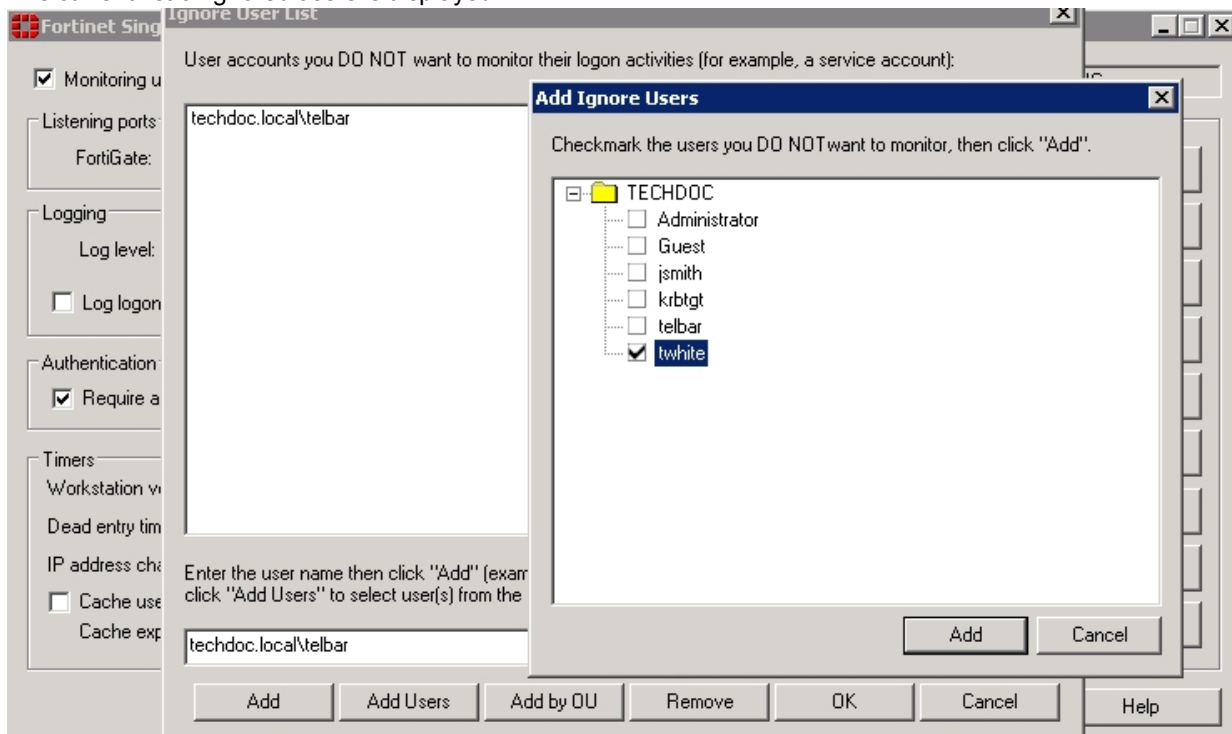 Fortinet Sing
Monitoring u
Listening ports
FortiGate:
Logging
Log level:
Log logon
Authentication
Require a
Timers
Workstation v
Dead entry tim
IP address cha
Cache use
Cache exp
Help
Ignore User List
User accounts you DO NOT want to monitor their logon activities (for example, a service account):
techdoc.local\telbar
Enter the user name then click "Add" (exam
click "Add Users" to select user(s) from the
techdoc.local\telbar
Add Add Users Add by OU Remove OK Cancel
Add Ignore Users
Checkmark the users you DO NOT want to monitor, then click "Add".
TECHDOC
Administrator
Guest
jsmith
krbtgt
telbar
twhite
Add Cancel